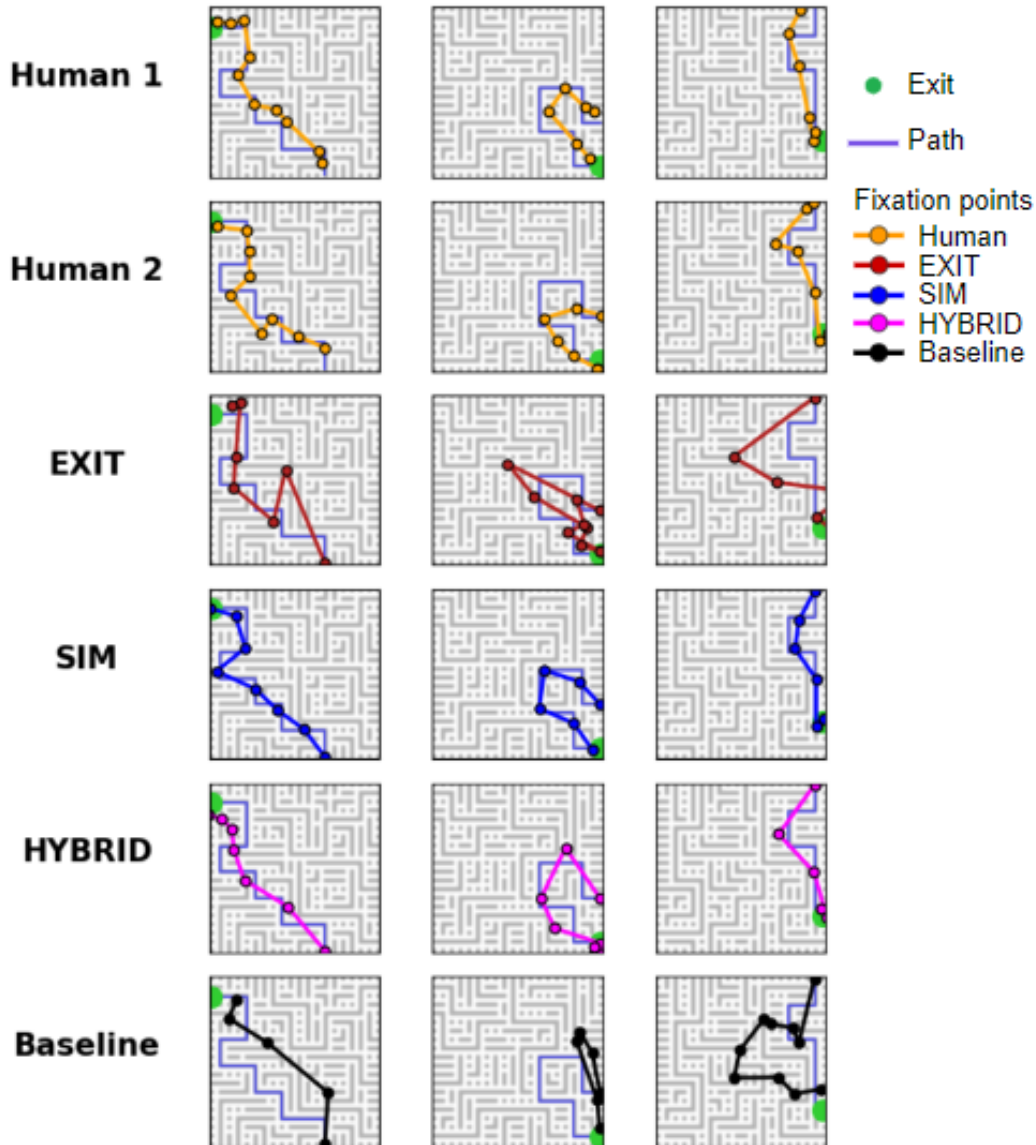 Human 1
Exit
Path
Fixation points
Human 2
Human
EXIT
SIM
HYBRID
Baseline
EXIT
SIM
HYBRID
Baseline